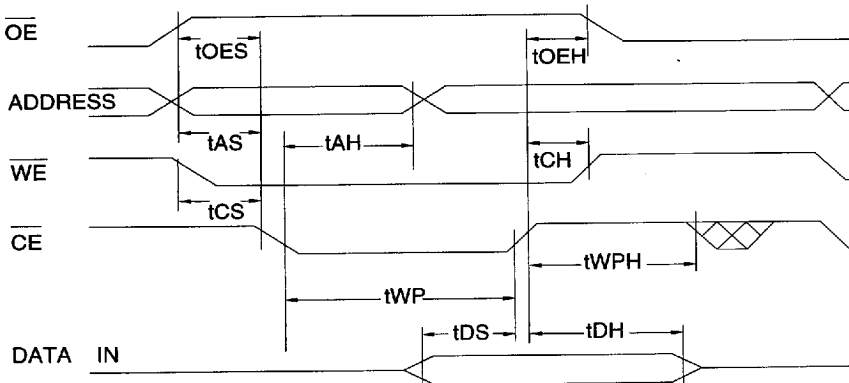 OE
tOES
tOEH
ADDRESS
tAS
tAH
tCH
WE
tCS
CE
tWPH
tWP
tDS
tDH
DATA IN